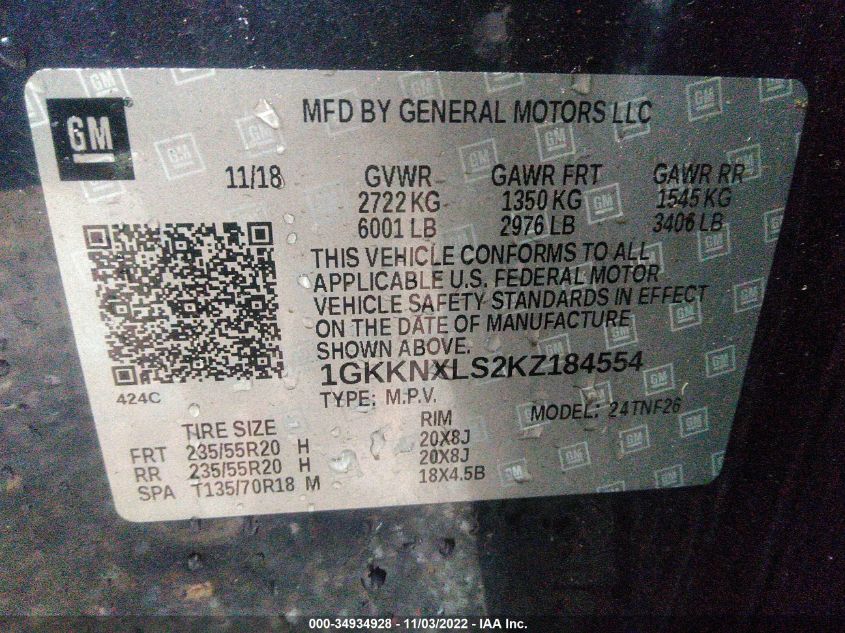 GM
MFD BY GENERAL MOTORS LLC
11/18 GVWR GAWR FRT GAWR RR
2722 KG 1350 KG 1545 KG
6001 LB 2976 LB 3406 LB
THIS VEHICLE CONFORMS TO ALL
APPLICABLE U.S. FEDERAL MOTOR
VEHICLE SAFETY STANDARDS IN EFFECT
ON THE DATE OF MANUFACTURE
SHOWN ABOVE.
1GKKNXLS2KZ184554
424C
TYPE: M.P.V. MODEL: 24TNF26
TIRE SIZE RIM
FRT 235/55R20 H 20X8J
RR 235/55R20 H 20X8J
SPA T135/70R18 M 18X4.5B
000-34934928 - 11/03/2022 - IAA Inc.